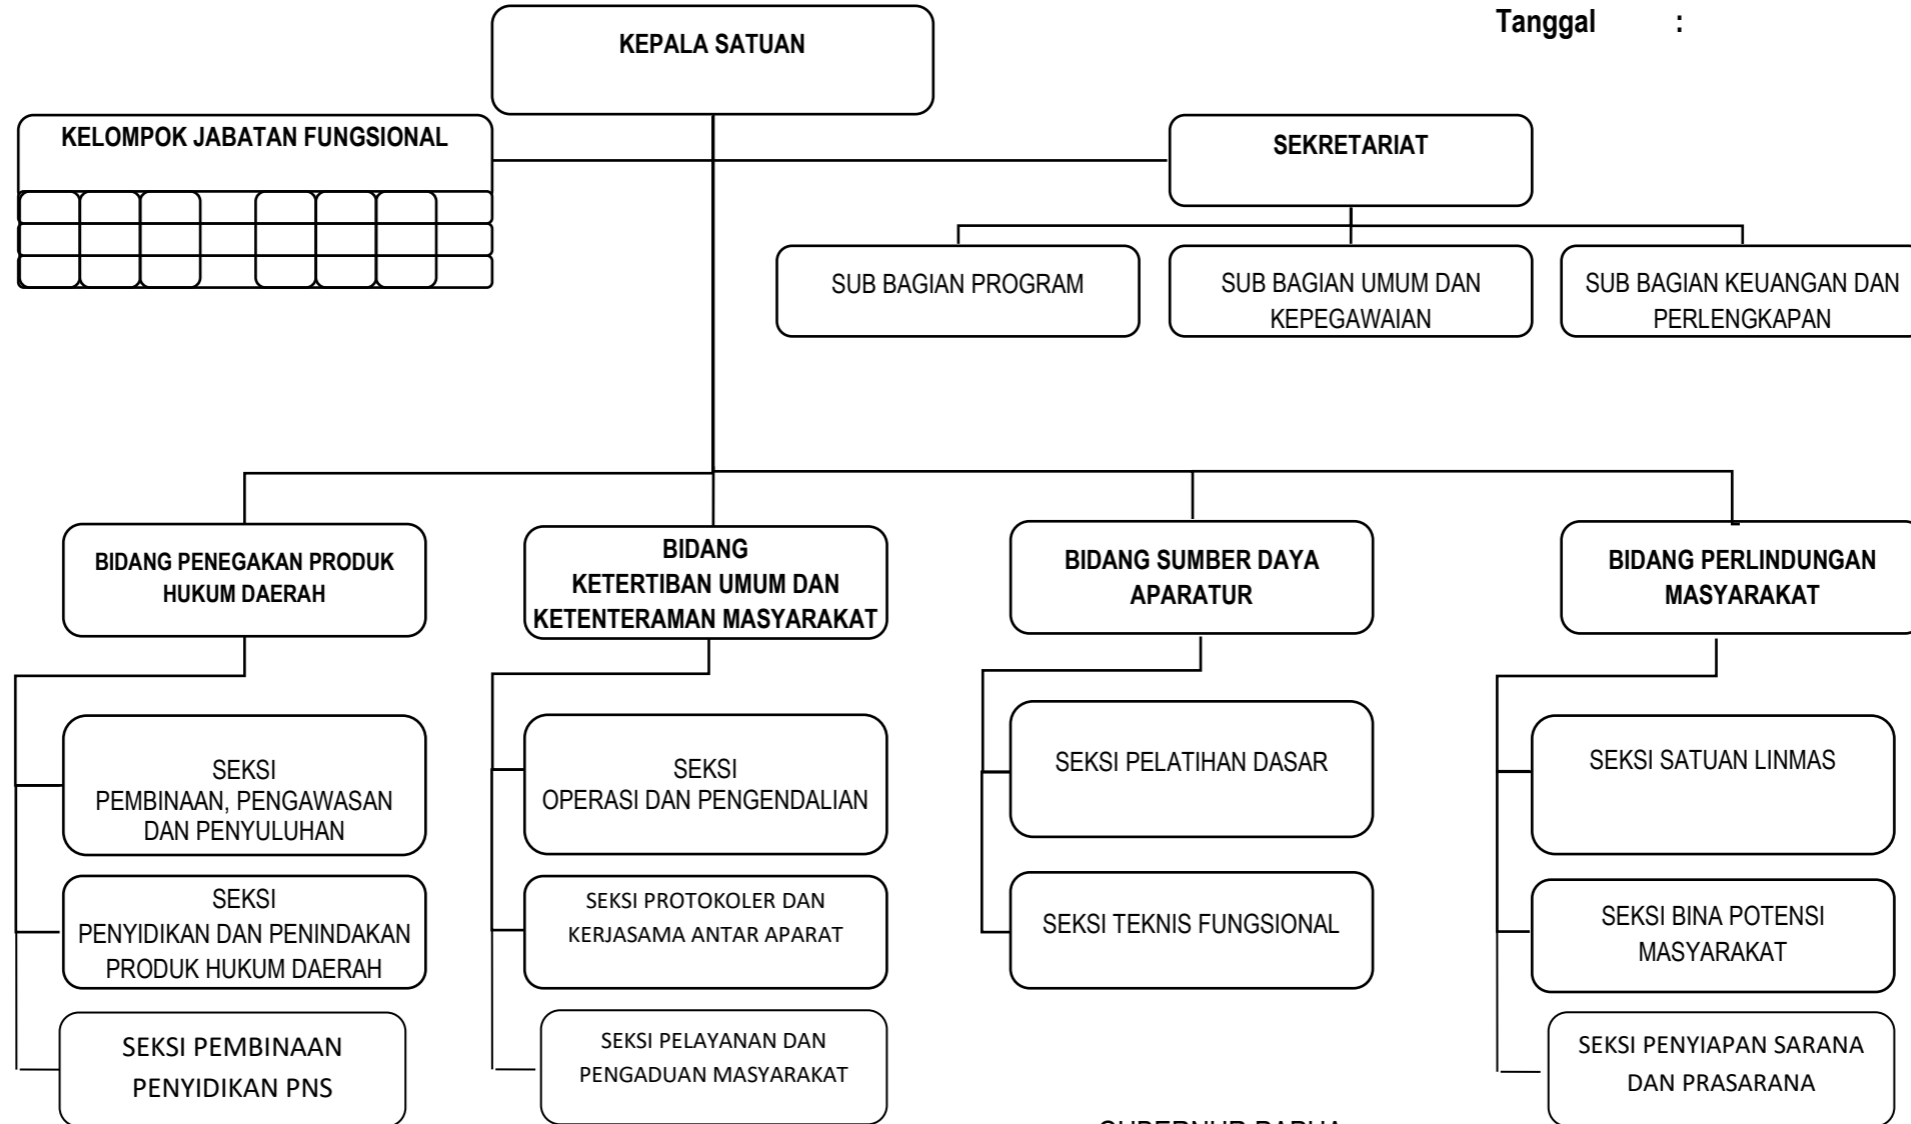 Tanggal :
KEPALA SATUAN
KELOMPOK JABATAN FUNGSIONAL
SEKRETARIAT
SUB BAGIAN PROGRAM
SUB BAGIAN UMUM DAN
KEPEGAWAIAN
SUB BAGIAN KEUANGAN DAN
PERLENGKAPAN
BIDANG PENEGAKAN PRODUK
HUKUM DAERAH
BIDANG
KETERTIBAN UMUM DAN
KETENTERAMAN MASYARAKAT
BIDANG SUMBER DAYA
APARATUR
BIDANG PERLINDUNGAN
MASYARAKAT
SEKSI
PEMBINAAN, PENGAWASAN
DAN PENYULUHAN
SEKSI
OPERASI DAN PENGENDALIAN
SEKSI PELATIHAN DASAR
SEKSI SATUAN LINMAS
SEKSI
PENYIDIKAN DAN PENINDAKAN
PRODUK HUKUM DAERAH
SEKSI PROTOKOLER DAN
KERJASAMA ANTAR APARAT
SEKSI TEKNIS FUNGSIONAL
SEKSI BINA POTENSI
MASYARAKAT
SEKSI PEMBINAAN
PENYIDIKAN PNS
SEKSI PELAYANAN DAN
PENGADUAN MASYARAKAT
SEKSI PENYIAPAN SARANA
DAN PRASARANA
GUBERNUR PAPUA